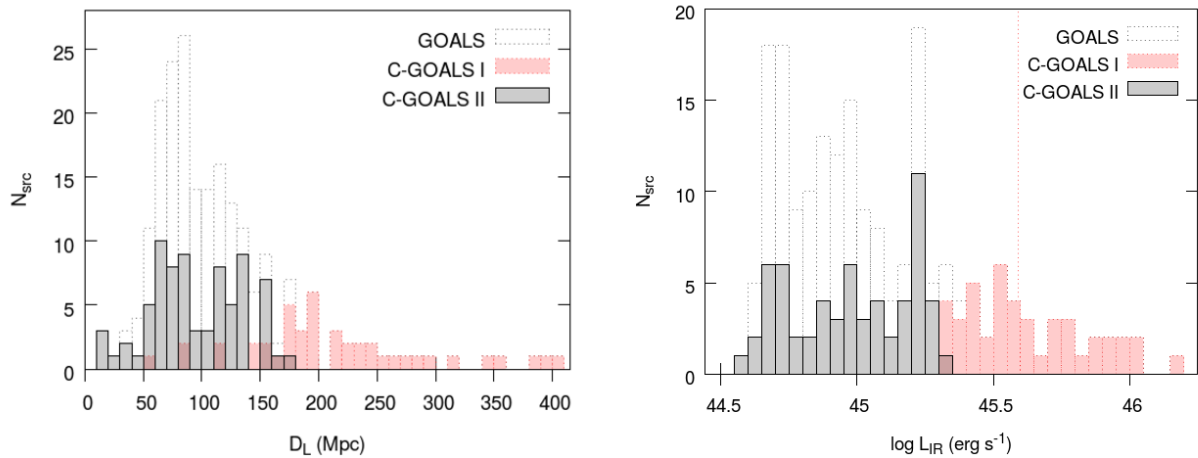 25
20
15
10
5
0
N_src
GOALS
C-GOALS I
C-GOALS II
0 50 100 150 200 250 300 350 400
D_L (Mpc)
20
15
10
5
0
N_src
GOALS
C-GOALS I
C-GOALS II
44.5 45 45.5 46
log L_IR (erg s⁻¹)